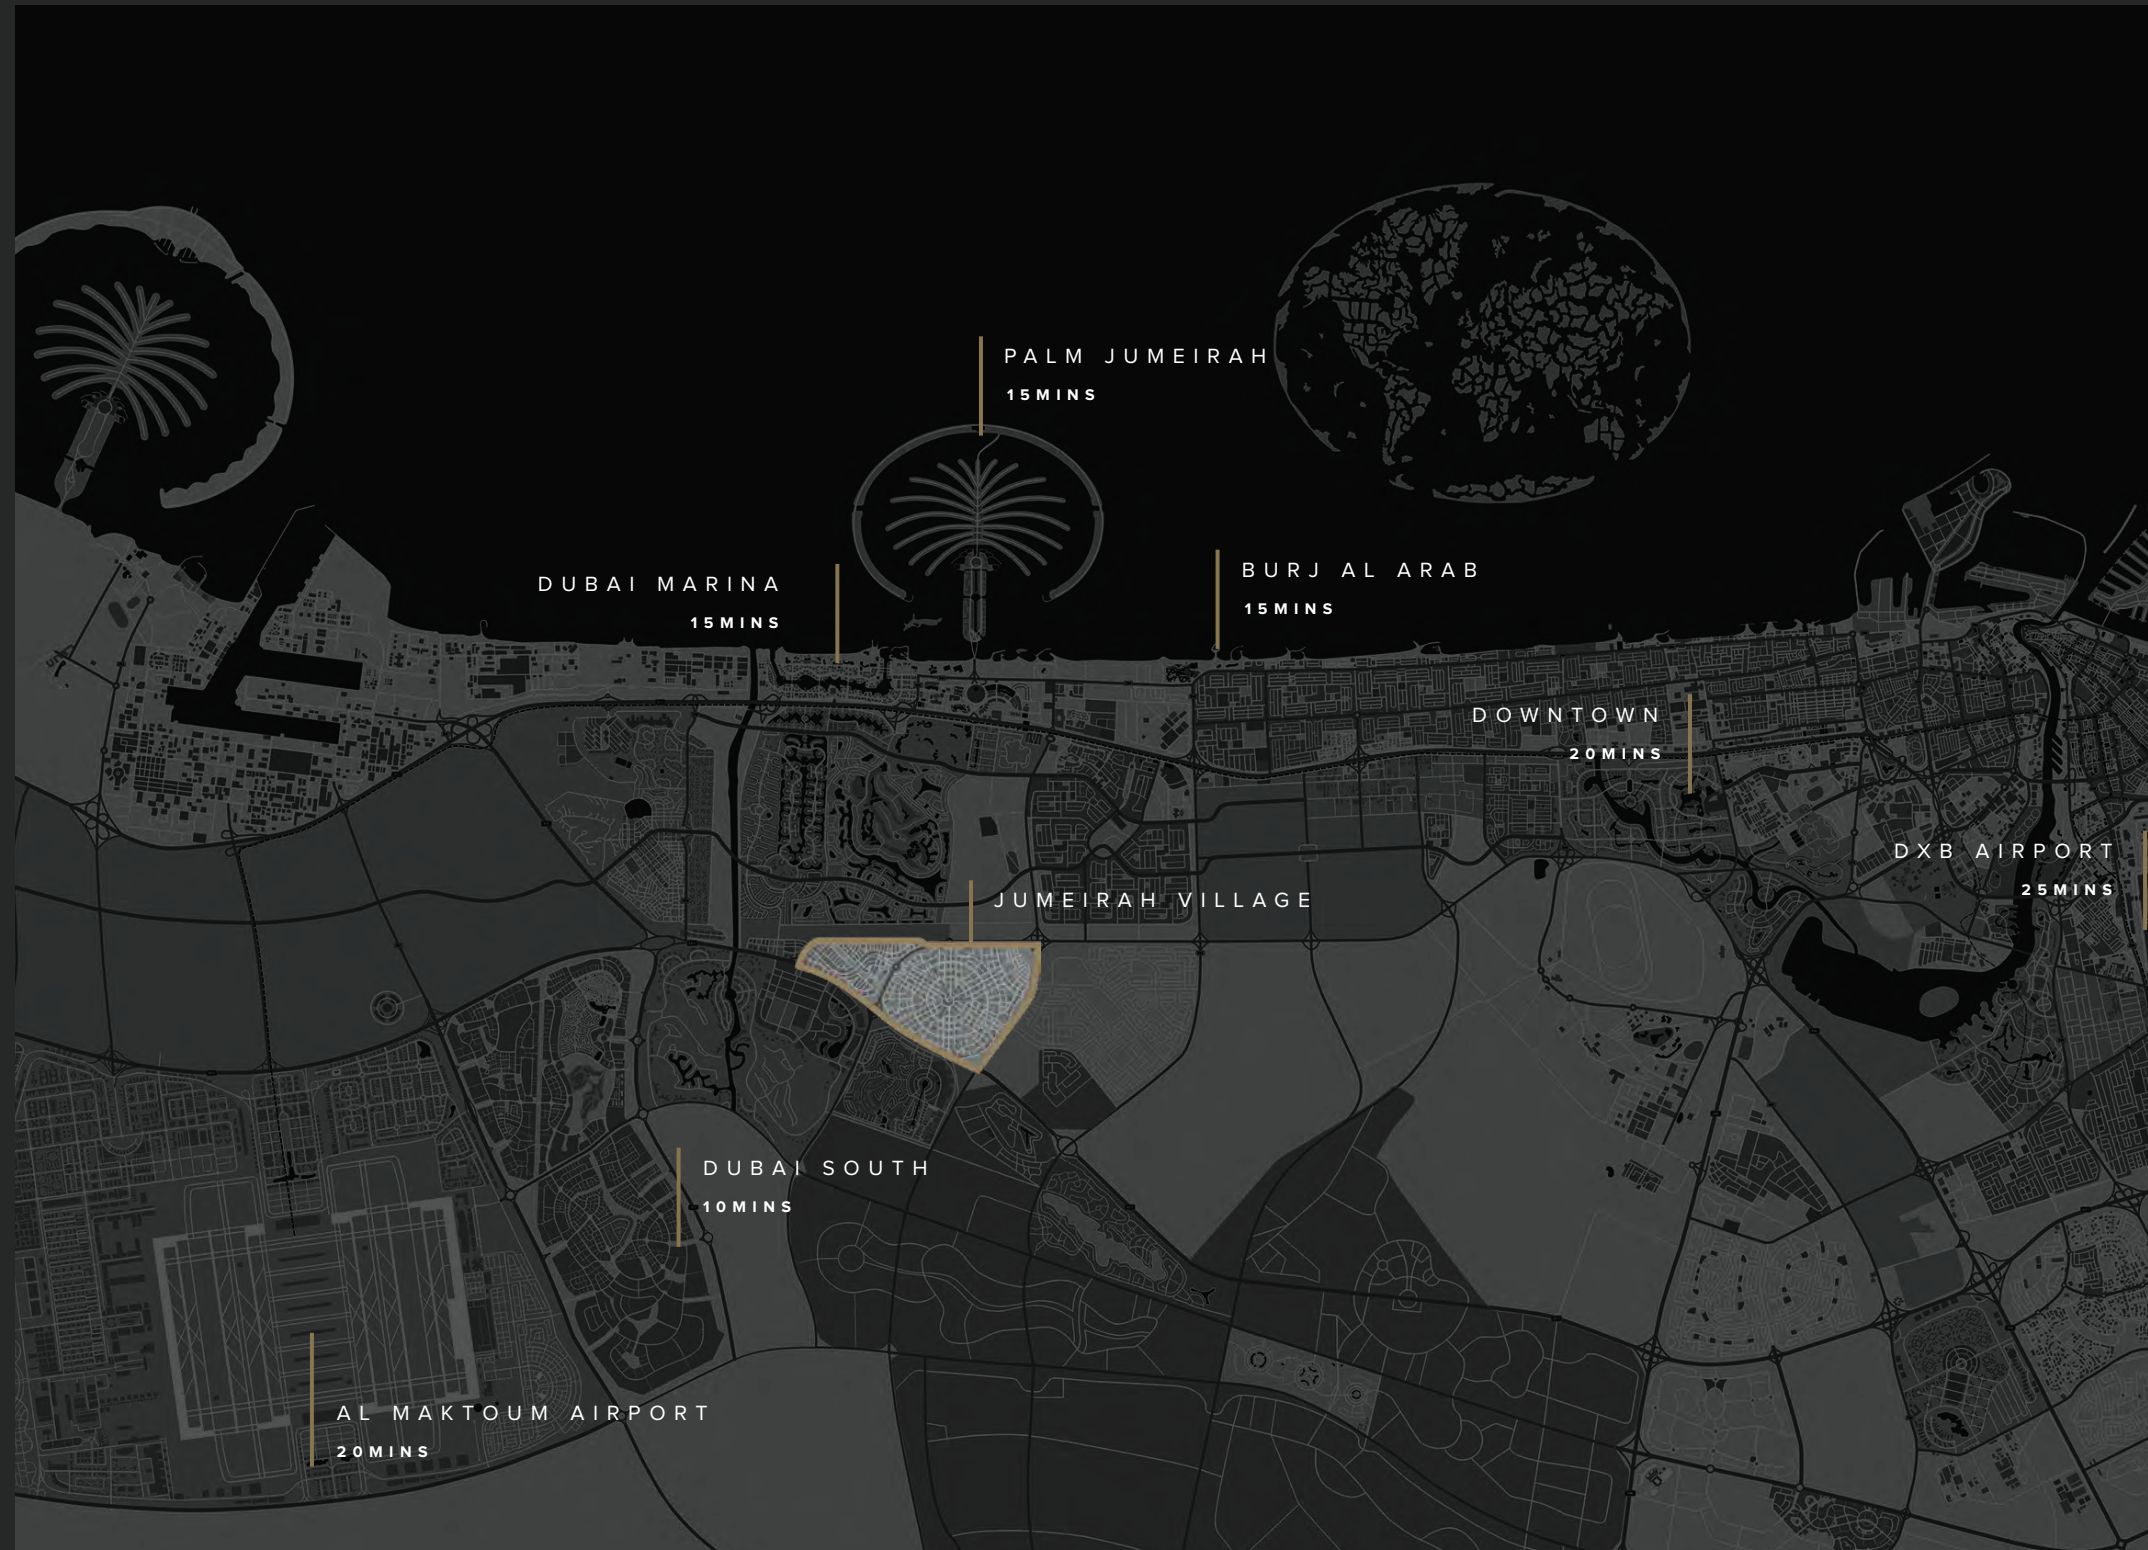 PALM JUMEIRAH
15MINS
DUBAI MARINA
15MINS
BURJ AL ARAB
15MINS
DOWNTOWN
20MINS
DXB AIRPORT
25MINS
JUMEIRAH VILLAGE
DUBAI SOUTH
10MINS
AL MAKTOUM AIRPORT
20MINS